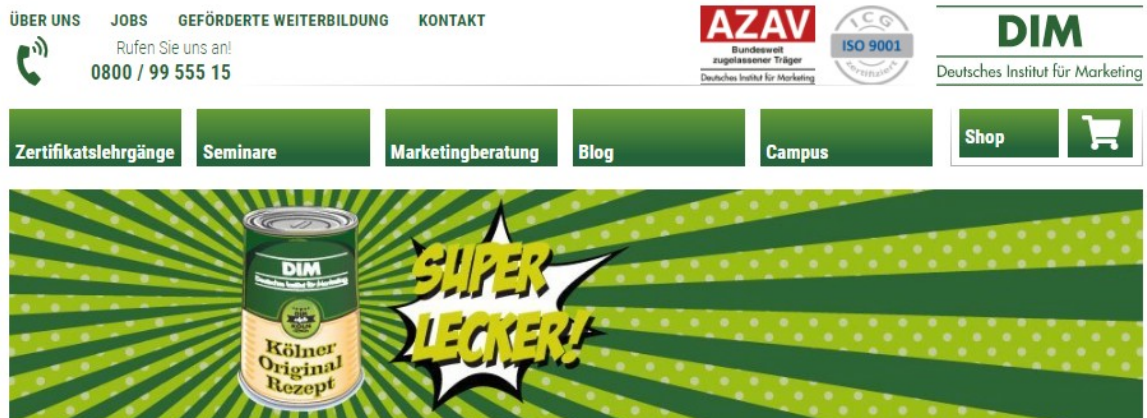 ÜBER UNS JOBS GEFÖRDERTE WEITERBILDUNG KONTAKT
Rufen Sie uns an!
0800 / 99 555 15
AZAV
Bundesweit
zugelassener Träger
Deutsches Institut für Marketing
ICG
ISO 9001
zertifiziert
DIM
Deutsches Institut für Marketing
Zertifikatslehrgänge Seminare Marketingberatung Blog Campus Shop
DIM
Deutsches Institut für Marketing
Kölner
Original
Rezept
SUPER
LECKER!